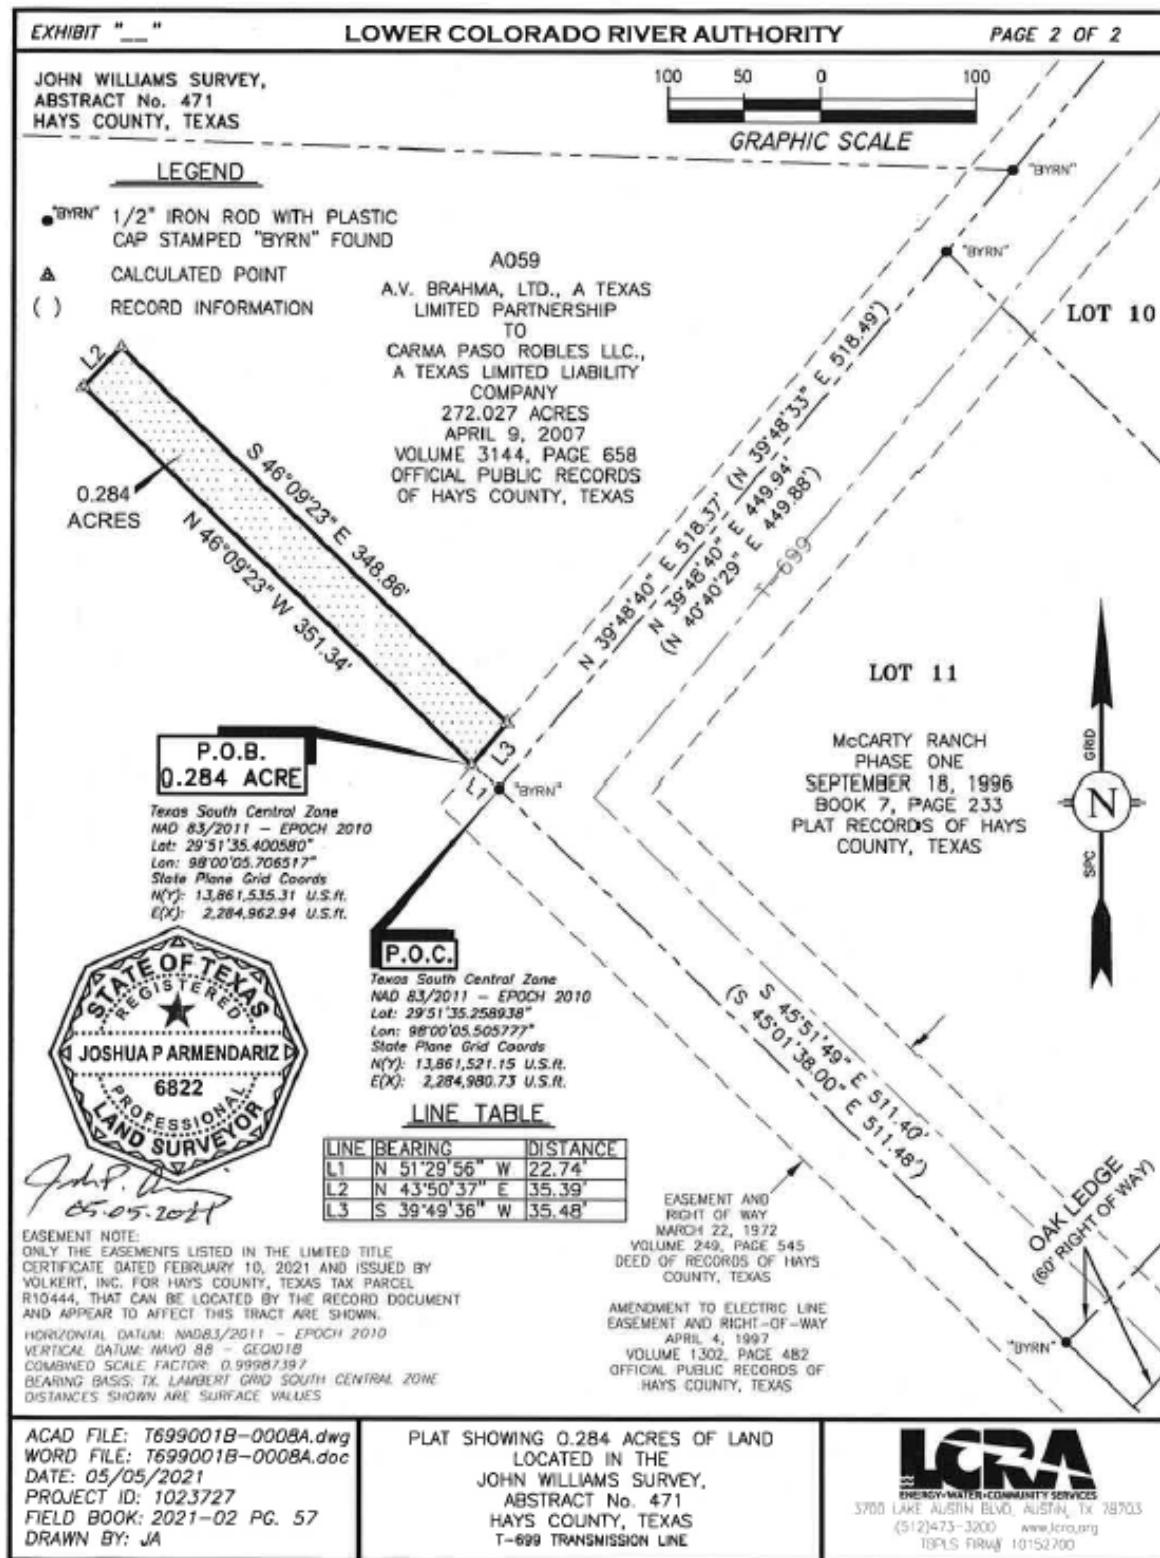 EXHIBIT "__"
LOWER COLORADO RIVER AUTHORITY
PAGE 2 OF 2
JOHN WILLIAMS SURVEY,
ABSTRACT No. 471
HAYS COUNTY, TEXAS
100 50 0 100
GRAPHIC SCALE
LEGEND
"BYRN" 1/2" IRON ROD WITH PLASTIC
CAP STAMPED "BYRN" FOUND
CALCULATED POINT
( ) RECORD INFORMATION
"BYRN"
"BYRN"
LOT 10
A059
A.V. BRAHMA, LTD., A TEXAS
LIMITED PARTNERSHIP
TO
CARMA PASO ROBLES LLC.,
A TEXAS LIMITED LIABILITY
COMPANY
272.027 ACRES
APRIL 9, 2007
VOLUME 3144, PAGE 658
OFFICIAL PUBLIC RECORDS
OF HAYS COUNTY, TEXAS
L2
0.284
ACRES
S 46°09'23" E 348.86'
N 46°09'23" W 351.34'
N 39°48'40" E 518.37' (N 39°48'33" E 518.49')
N 39°48'40" E 449.94'
(N 40°40'29" E 449.88')
T-699
LOT 11
McCARTY RANCH
PHASE ONE
SEPTEMBER 18, 1996
BOOK 7, PAGE 233
PLAT RECORDS OF HAYS
COUNTY, TEXAS
GRID
N
SPC
L3
L1
"BYRN"
P.O.B.
0.284 ACRE
Texas South Central Zone
NAD 83/2011 – EPOCH 2010
Lat: 29°51'35.400580"
Lon: 98°00'05.706517"
State Plane Grid Coords
N(Y): 13,861,535.31 U.S.ft.
E(X): 2,284,962.94 U.S.ft.
P.O.C.
Texas South Central Zone
NAD 83/2011 – EPOCH 2010
Lat: 29°51'35.258938"
Lon: 98°00'05.505777"
State Plane Grid Coords
N(Y): 13,861,521.15 U.S.ft.
E(X): 2,284,980.73 U.S.ft.
STATE OF TEXAS
REGISTERED
JOSHUA P ARMENDARIZ
6822
PROFESSIONAL
LAND SURVEYOR
05-05-2021
LINE TABLE
LINE BEARING DISTANCE
L1 N 51°29'56" W 22.74'
L2 N 43°50'37" E 35.39'
L3 S 39°49'36" W 35.48'
S 45°51'49" E 511.40'
(S 45°01'38.00" E 511.48')
EASEMENT AND
RIGHT OF WAY
MARCH 22, 1972
VOLUME 249, PAGE 545
DEED OF RECORDS OF HAYS
COUNTY, TEXAS
AMENDMENT TO ELECTRIC LINE
EASEMENT AND RIGHT-OF-WAY
APRIL 4, 1997
VOLUME 1302, PAGE 482
OFFICIAL PUBLIC RECORDS OF
HAYS COUNTY, TEXAS
OAK LEDGE
(60' RIGHT OF WAY)
"BYRN"
EASEMENT NOTE:
ONLY THE EASEMENTS LISTED IN THE LIMITED TITLE
CERTIFICATE DATED FEBRUARY 10, 2021 AND ISSUED BY
VOLKERT, INC. FOR HAYS COUNTY, TEXAS TAX PARCEL
R10444, THAT CAN BE LOCATED BY THE RECORD DOCUMENT
AND APPEAR TO AFFECT THIS TRACT ARE SHOWN.
HORIZONTAL DATUM: NAD83/2011 – EPOCH 2010
VERTICAL DATUM: NAVD 88 – GEOID18
COMBINED SCALE FACTOR: 0.99987397
BEARING BASIS: TX. LAMBERT GRID SOUTH CENTRAL ZONE
DISTANCES SHOWN ARE SURFACE VALUES
ACAD FILE: T699001B-0008A.dwg
WORD FILE: T699001B-0008A.doc
DATE: 05/05/2021
PROJECT ID: 1023727
FIELD BOOK: 2021-02 PG. 57
DRAWN BY: JA
PLAT SHOWING 0.284 ACRES OF LAND
LOCATED IN THE
JOHN WILLIAMS SURVEY,
ABSTRACT No. 471
HAYS COUNTY, TEXAS
T-699 TRANSMISSION LINE
LCRA
ENERGY•WATER•COMMUNITY SERVICES
3700 LAKE AUSTIN BLVD, AUSTIN, TX 78703
(512)473-3200 www.lcra.org
TBPLS FIRM# 10152700